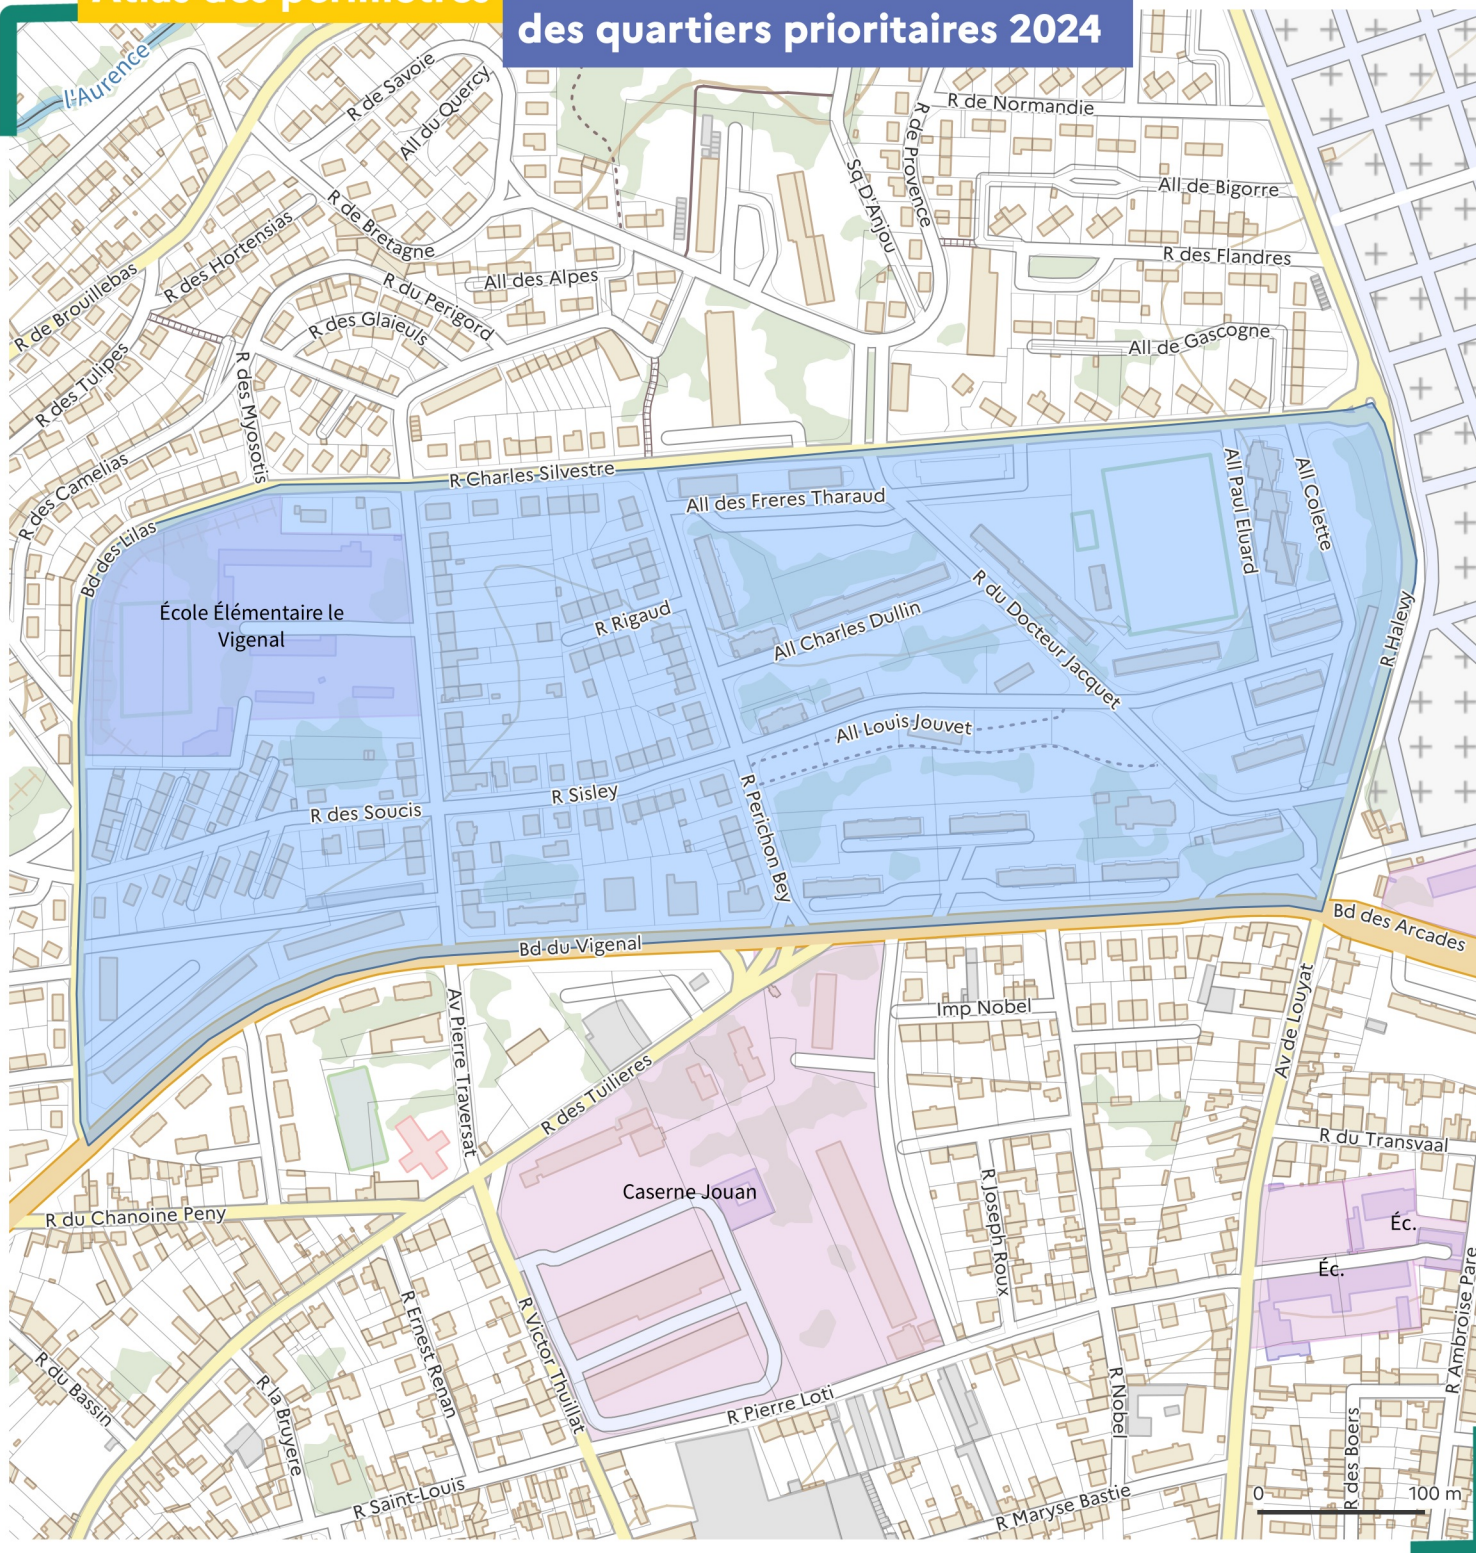 Atlas des périmètres
des quartiers prioritaires 2024
l'Aurence
R de Savoie
All du Quercy
R de Normandie
R de Provence
Sq D'Anjou
All de Bigorre
R de Bretagne
R des Hortensias
R des Flandres
All des Alpes
R de Brouillebas
R du Perigord
R des Glaieuls
All de Gascogne
R des Tulipes
R des Myosotis
R des Camelias
R Charles Silvestre
All des Freres Tharaud
All Paul Eluard
All Colette
Bd des Lilas
École Élémentaire le
Vigenal
R Rigaud
All Charles Dullin
R du Docteur Jacquet
R Halevy
All Louis Jouvet
R Sisley
R des Soucis
R Perichon Bey
Bd du Vigenal
Bd des Arcades
Av Pierre Traversat
Imp Nobel
Av de Louyat
R des Tuilieres
R du Transvaal
Caserne Jouan
R Joseph Roux
R du Chanoine Peny
Éc.
Éc.
R Ambroise Pare
R Ernest Renan
R Victor Thuillat
R du Bassin
R la Bruyere
R Pierre Loti
R Nobel
R des Boers
R Saint-Louis
R Maryse Bastie
0 100 m